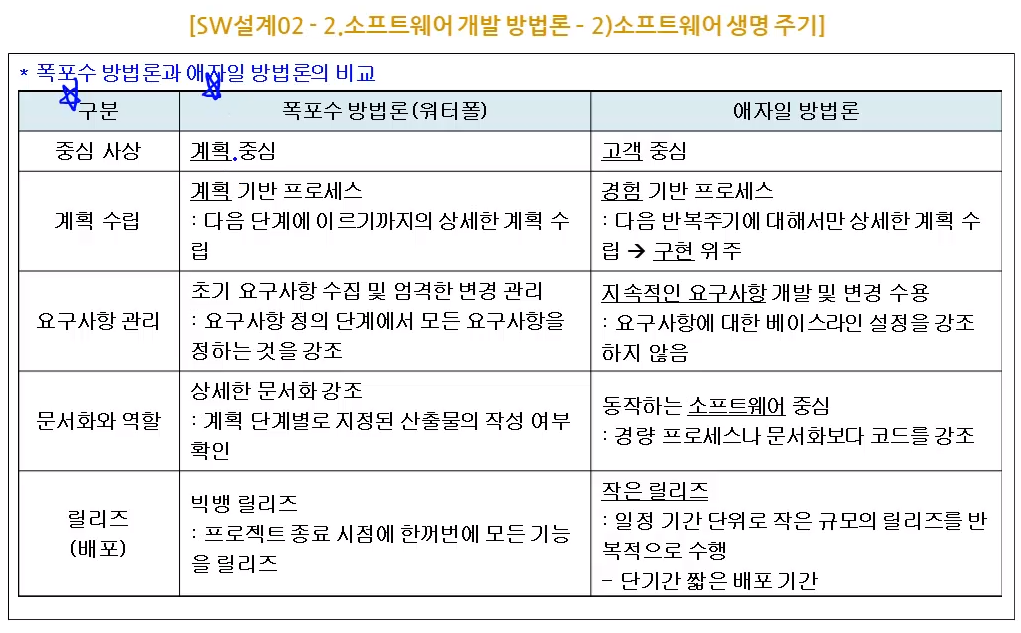 [SW설계02 - 2.소프트웨어 개발 방법론 - 2)소프트웨어 생명 주기]
* 폭포수 방법론과 애자일 방법론의 비교
구분
폭포수 방법론(워터폴)
애자일 방법론
중심 사상
계획 중심
고객 중심
계획 수립
계획 기반 프로세스
: 다음 단계에 이르기까지의 상세한 계획 수
립
경험 기반 프로세스
: 다음 반복주기에 대해서만 상세한 계획 수
립 → 구현 위주
요구사항 관리
초기 요구사항 수집 및 엄격한 변경 관리
: 요구사항 정의 단계에서 모든 요구사항을
정하는 것을 강조
지속적인 요구사항 개발 및 변경 수용
: 요구사항에 대한 베이스라인 설정을 강조
하지 않음
문서화와 역할
상세한 문서화 강조
: 계획 단계별로 지정된 산출물의 작성 여부
확인
동작하는 소프트웨어 중심
: 경량 프로세스나 문서화보다 코드를 강조
릴리즈
(배포)
빅뱅 릴리즈
: 프로젝트 종료 시점에 한꺼번에 모든 기능
을 릴리즈
작은 릴리즈
: 일정 기간 단위로 작은 규모의 릴리즈를 반
복적으로 수행
- 단기간 짧은 배포 기간